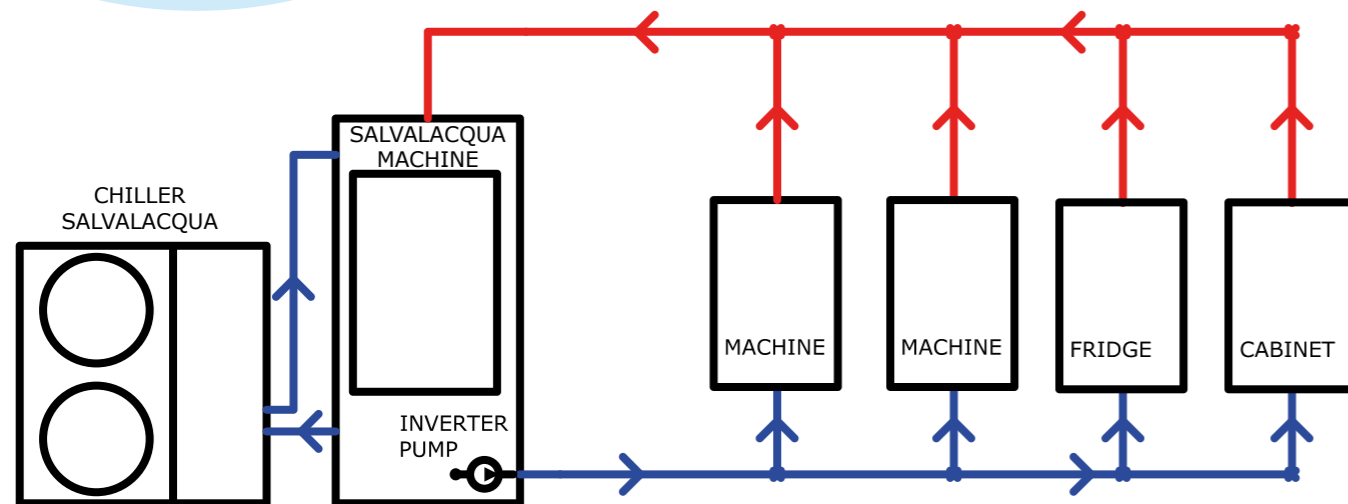 SALVALACQUA
MACHINE
CHILLER
SALVALACQUA
MACHINE
MACHINE
FRIDGE
CABINET
INVERTER
PUMP